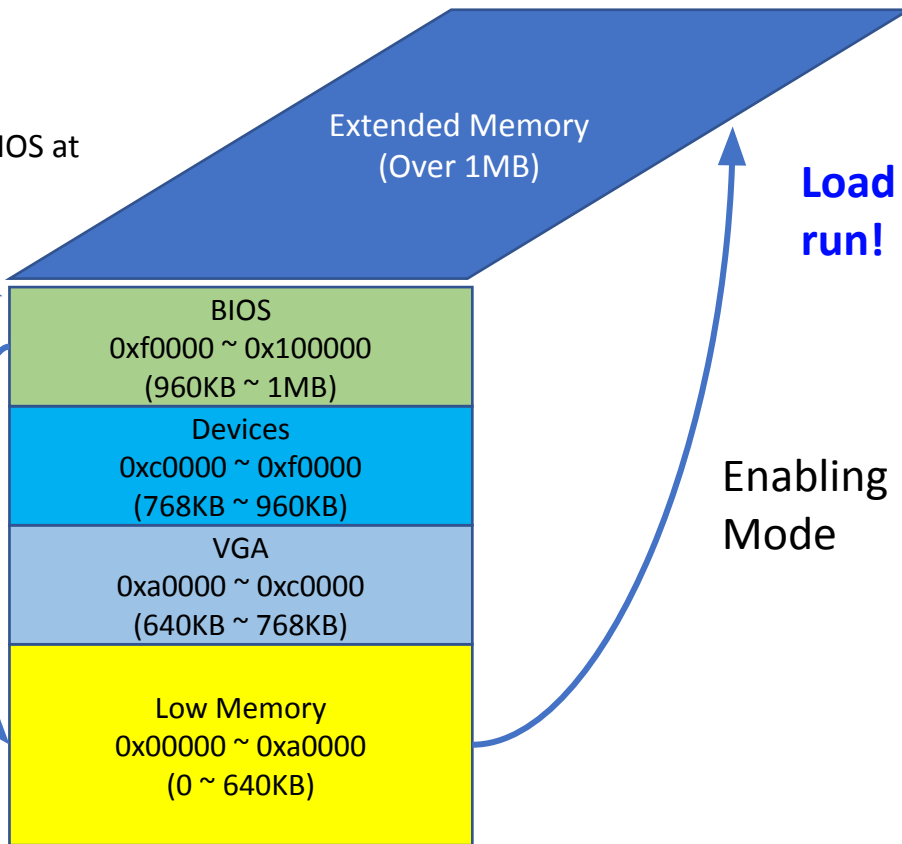 IOS at
Extended Memory
(Over 1MB)
Load
run!
BIOS
0xf0000 ~ 0x100000
(960KB ~ 1MB)
Devices
0xc0000 ~ 0xf0000
(768KB ~ 960KB)
VGA
0xa0000 ~ 0xc0000
(640KB ~ 768KB)
Enabling
Mode
Low Memory
0x00000 ~ 0xa0000
(0 ~ 640KB)